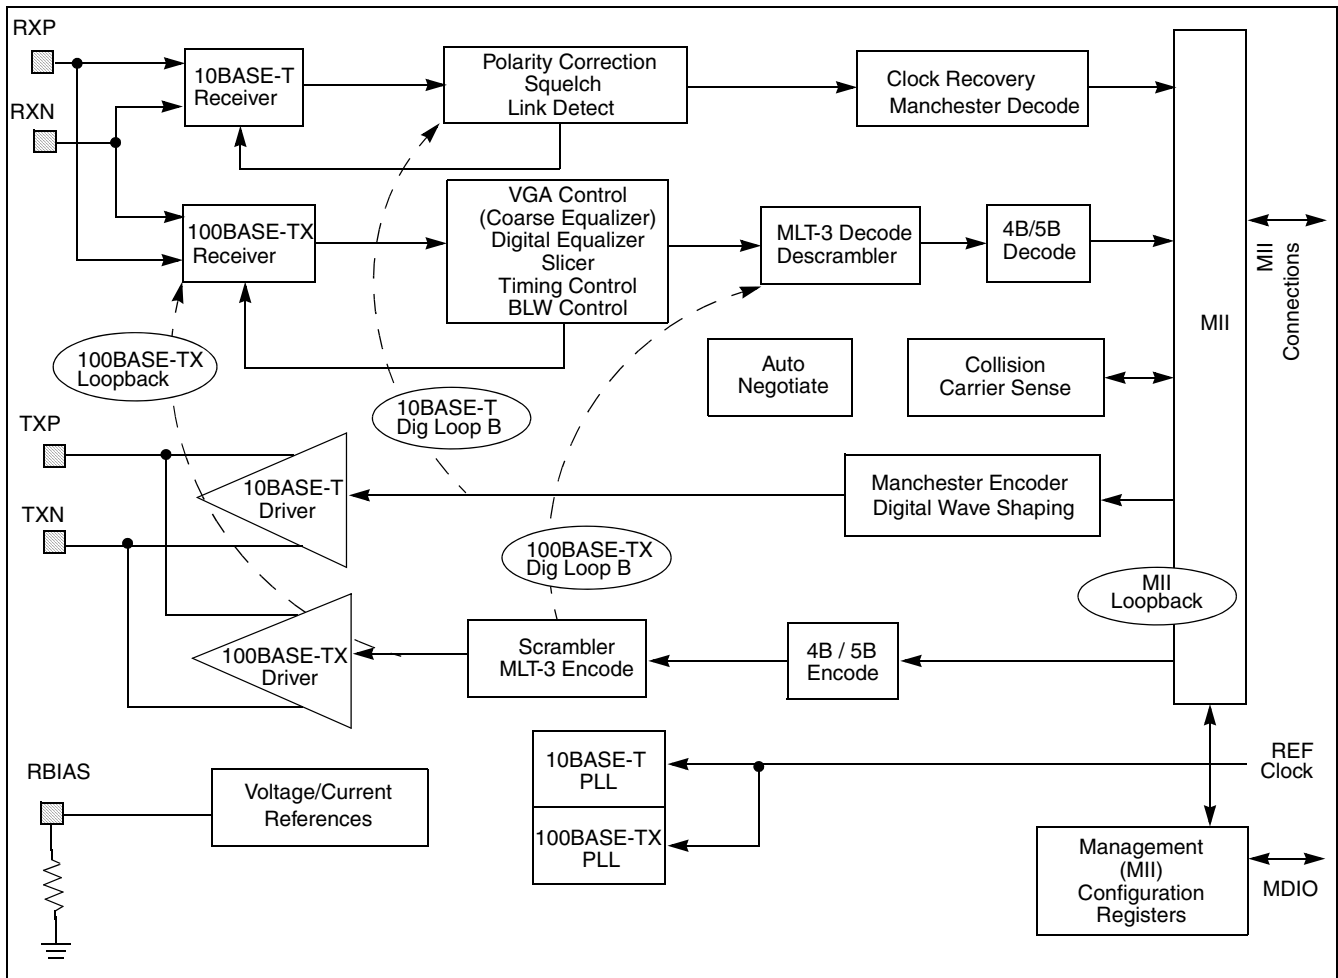 RXP
RXN
10BASE-T
Receiver
Polarity Correction
Squelch
Link Detect
Clock Recovery
Manchester Decode
100BASE-TX
Receiver
VGA Control
(Coarse Equalizer)
Digital Equalizer
Slicer
Timing Control
BLW Control
MLT-3 Decode
Descrambler
4B/5B
Decode
MII
MII
Connections
100BASE-TX
Loopback
10BASE-T
Dig Loop B
Auto
Negotiate
Collision
Carrier Sense
TXP
TXN
10BASE-T
Driver
Manchester Encoder
Digital Wave Shaping
100BASE-TX
Dig Loop B
MII
Loopback
100BASE-TX
Driver
Scrambler
MLT-3 Encode
4B / 5B
Encode
RBIAS
Voltage/Current
References
10BASE-T
PLL
100BASE-TX
PLL
REF
Clock
Management
(MII)
Configuration
Registers
MDIO